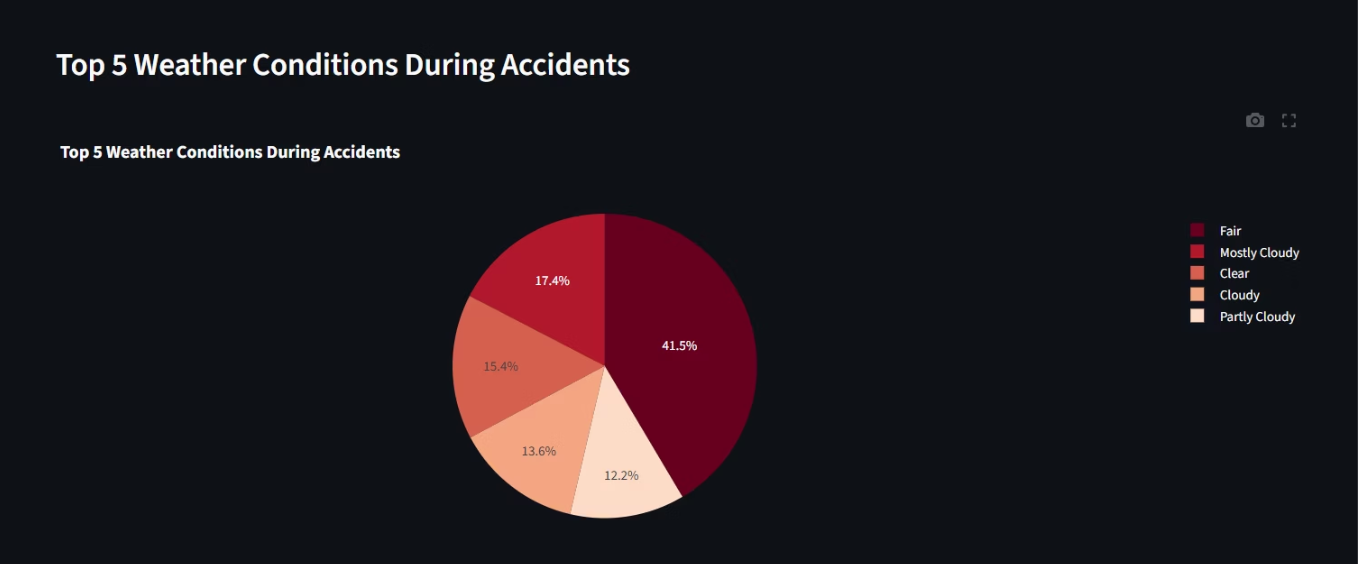 Top 5 Weather Conditions During Accidents
Top 5 Weather Conditions During Accidents
Fair
Mostly Cloudy
Clear
Cloudy
Partly Cloudy
17.4%
41.5%
15.4%
13.6%
12.2%